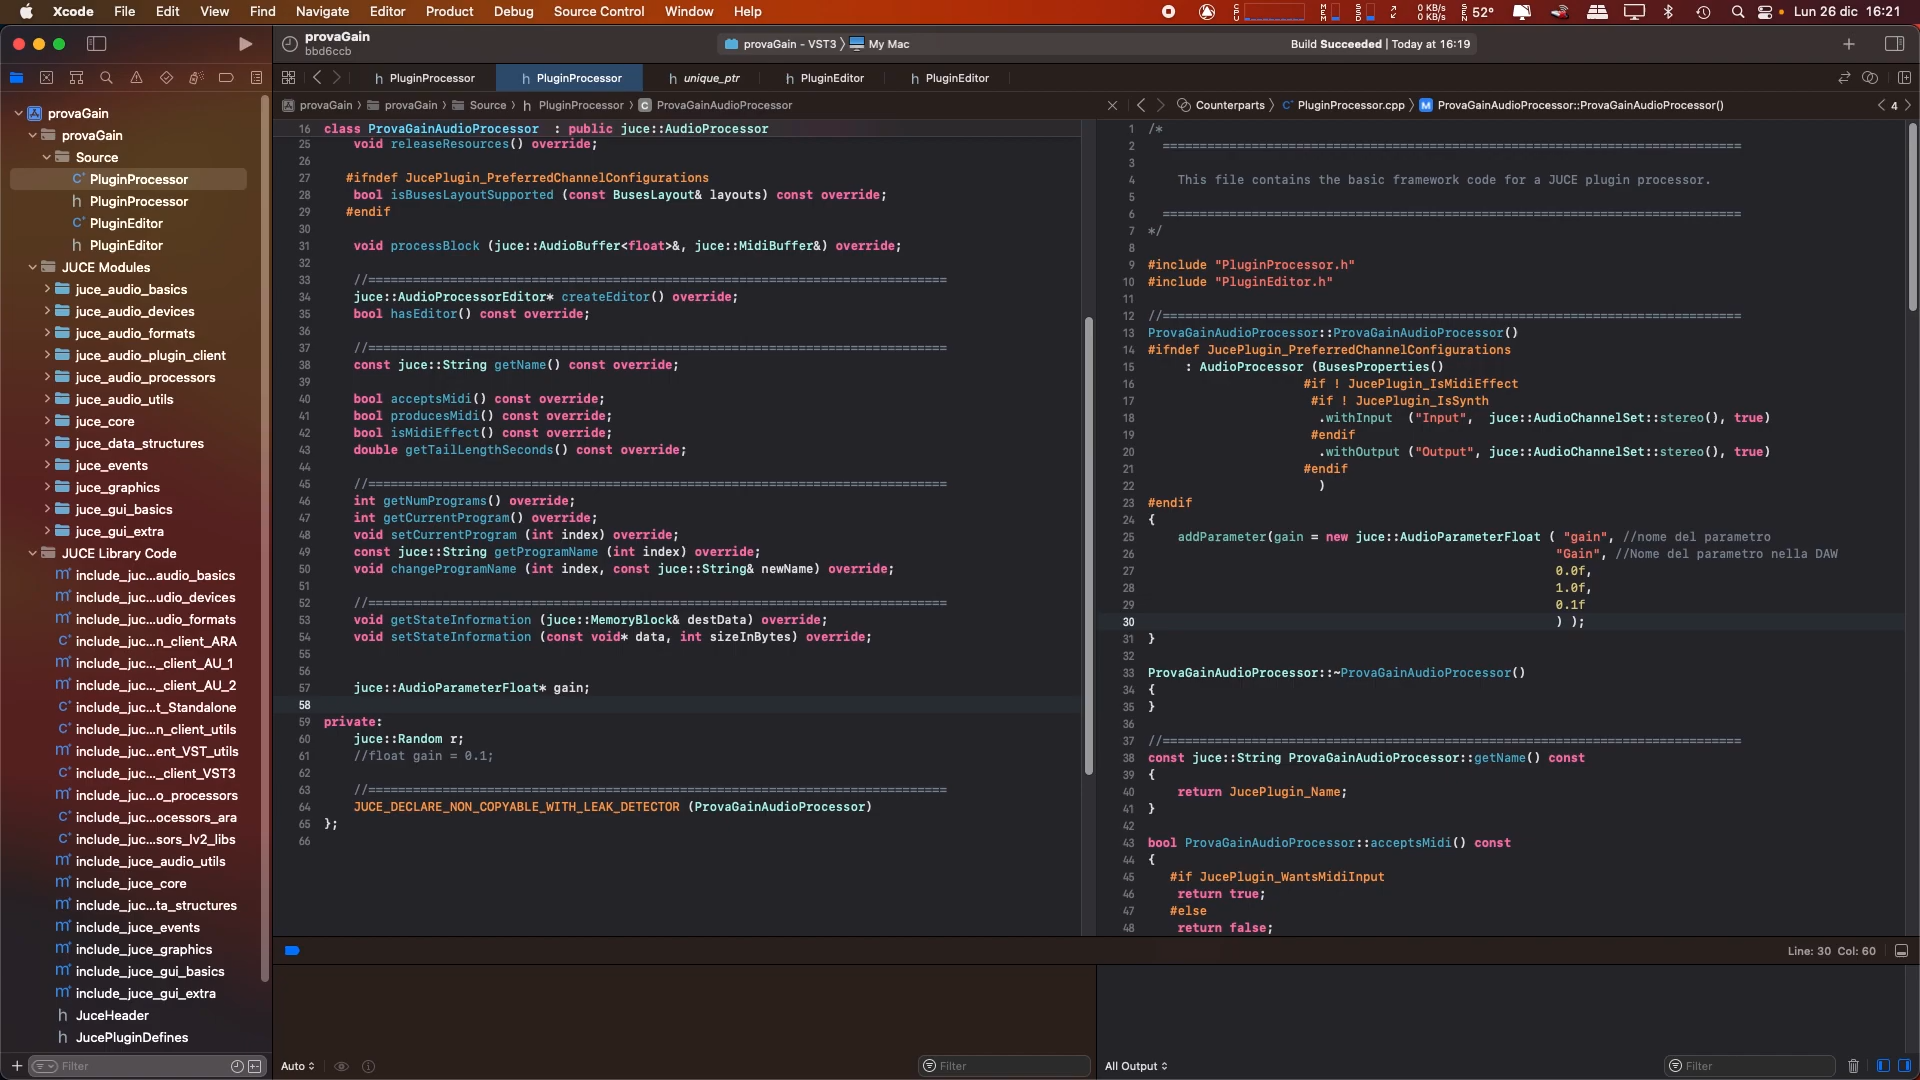 Xcode File Edit View Find Navigate Editor Product Debug Source Control Window Help
CPU MEM SSD 0 KB/s 0 KB/s SEN 52° Lun 26 dic 16:21
provaGain
bbd6ccb
provaGain - VST3 〉 My Mac
Build Succeeded | Today at 16:19
PluginProcessor PluginProcessor unique_ptr PluginEditor PluginEditor
provaGain 〉 provaGain 〉 Source 〉 h PluginProcessor 〉 C ProvaGainAudioProcessor
Counterparts 〉 PluginProcessor.cpp 〉 M ProvaGainAudioProcessor::ProvaGainAudioProcessor()
< 4 >
provaGain
provaGain
Source
PluginProcessor
PluginProcessor
PluginEditor
PluginEditor
JUCE Modules
juce_audio_basics
juce_audio_devices
juce_audio_formats
juce_audio_plugin_client
juce_audio_processors
juce_audio_utils
juce_core
juce_data_structures
juce_events
juce_graphics
juce_gui_basics
juce_gui_extra
JUCE Library Code
include_juc...audio_basics
include_juc...udio_devices
include_juc...udio_formats
include_juc...n_client_ARA
include_juc..._client_AU_1
include_juc..._client_AU_2
include_juc...t_Standalone
include_juc...n_client_utils
include_juc...ent_VST_utils
include_juc..._client_VST3
include_juc...o_processors
include_juc...ocessors_ara
include_juc...sors_lv2_libs
include_juce_audio_utils
include_juce_core
include_juc...ta_structures
include_juce_events
include_juce_graphics
include_juce_gui_basics
include_juce_gui_extra
JuceHeader
JucePluginDefines
Filter
16 class ProvaGainAudioProcessor : public juce::AudioProcessor
25 void releaseResources() override;
26
27 #ifndef JucePlugin_PreferredChannelConfigurations
28 bool isBusesLayoutSupported (const BusesLayout& layouts) const override;
29 #endif
30
31 void processBlock (juce::AudioBuffer<float>&, juce::MidiBuffer&) override;
32
33 //==============================================================================
34 juce::AudioProcessorEditor* createEditor() override;
35 bool hasEditor() const override;
36
37 //==============================================================================
38 const juce::String getName() const override;
39
40 bool acceptsMidi() const override;
41 bool producesMidi() const override;
42 bool isMidiEffect() const override;
43 double getTailLengthSeconds() const override;
44
45 //==============================================================================
46 int getNumPrograms() override;
47 int getCurrentProgram() override;
48 void setCurrentProgram (int index) override;
49 const juce::String getProgramName (int index) override;
50 void changeProgramName (int index, const juce::String& newName) override;
51
52 //==============================================================================
53 void getStateInformation (juce::MemoryBlock& destData) override;
54 void setStateInformation (const void* data, int sizeInBytes) override;
55
56
57 juce::AudioParameterFloat* gain;
58
59 private:
60 juce::Random r;
61 //float gain = 0.1;
62
63 //==============================================================================
64 JUCE_DECLARE_NON_COPYABLE_WITH_LEAK_DETECTOR (ProvaGainAudioProcessor)
65 };
66
1 /*
2 ==============================================================================
3
4 This file contains the basic framework code for a JUCE plugin processor.
5
6 ==============================================================================
7 */
8
9 #include "PluginProcessor.h"
10 #include "PluginEditor.h"
11
12 //==============================================================================
13 ProvaGainAudioProcessor::ProvaGainAudioProcessor()
14 #ifndef JucePlugin_PreferredChannelConfigurations
15 : AudioProcessor (BusesProperties()
16 #if ! JucePlugin_IsMidiEffect
17 #if ! JucePlugin_IsSynth
18 .withInput ("Input", juce::AudioChannelSet::stereo(), true)
19 #endif
20 .withOutput ("Output", juce::AudioChannelSet::stereo(), true)
21 #endif
22 )
23 #endif
24 {
25 addParameter(gain = new juce::AudioParameterFloat ( "gain", //nome del parametro
26 "Gain", //Nome del parametro nella DAW
27 0.0f,
28 1.0f,
29 0.1f
30 ) );
31 }
32
33 ProvaGainAudioProcessor::~ProvaGainAudioProcessor()
34 {
35 }
36
37 //==============================================================================
38 const juce::String ProvaGainAudioProcessor::getName() const
39 {
40 return JucePlugin_Name;
41 }
42
43 bool ProvaGainAudioProcessor::acceptsMidi() const
44 {
45 #if JucePlugin_WantsMidiInput
46 return true;
47 #else
48 return false;
Line: 30 Col: 60
Auto
Filter
All Output
Filter